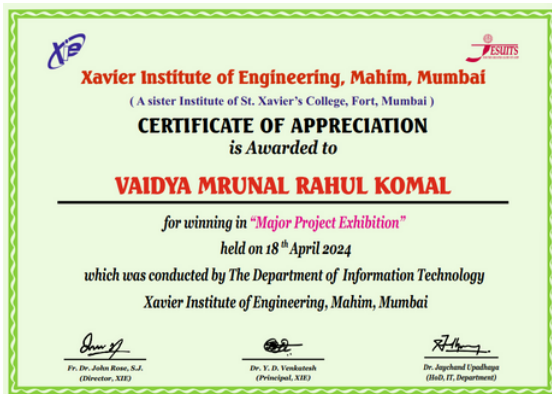 XIE
JESUITS
Xavier Institute of Engineering, Mahim, Mumbai
( A sister Institute of St. Xavier's College, Fort, Mumbai )
CERTIFICATE OF APPRECIATION
is Awarded to
VAIDYA MRUNAL RAHUL KOMAL
for winning in “Major Project Exhibition”
held on 18th April 2024
which was conducted by The Department of Information Technology
Xavier Institute of Engineering, Mahim, Mumbai
Fr. Dr. John Rose, S.J. Dr. Y. D. Venkatesh Dr. Jaychand Upadhaya
(Director, XIE) (Principal, XIE) (HoD, IT, Department)